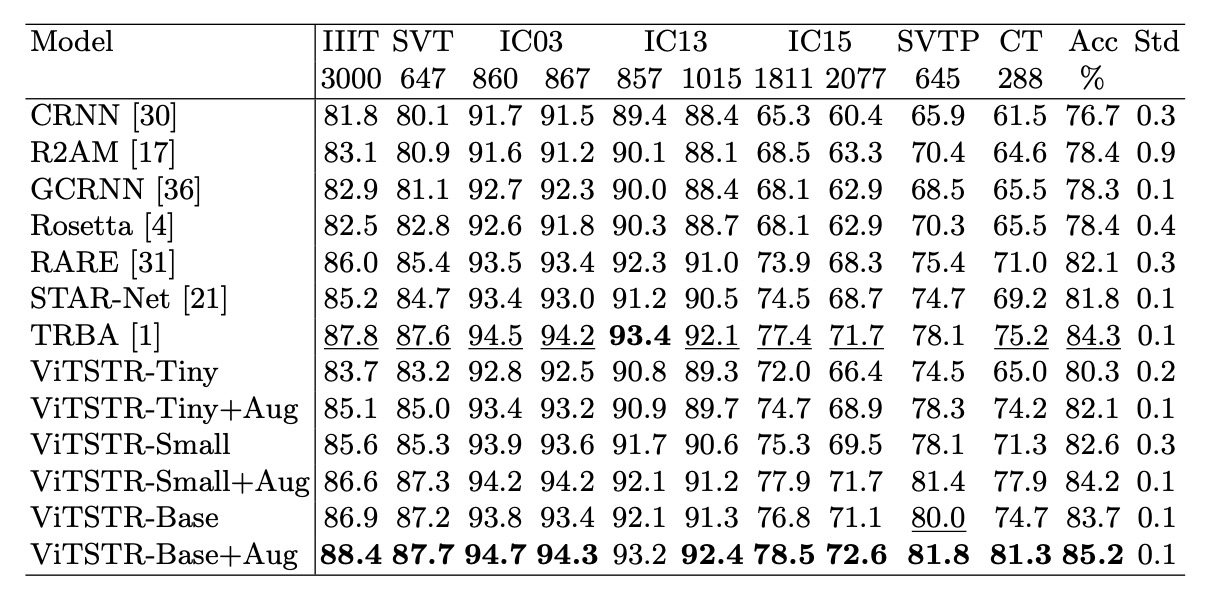 Model IIIT SVT IC03 IC13 IC15 SVTP CT Acc Std
3000 647 860 867 857 1015 1811 2077 645 288 %
CRNN [30] 81.8 80.1 91.7 91.5 89.4 88.4 65.3 60.4 65.9 61.5 76.7 0.3
R2AM [17] 83.1 80.9 91.6 91.2 90.1 88.1 68.5 63.3 70.4 64.6 78.4 0.9
GCRNN [36] 82.9 81.1 92.7 92.3 90.0 88.4 68.1 62.9 68.5 65.5 78.3 0.1
Rosetta [4] 82.5 82.8 92.6 91.8 90.3 88.7 68.1 62.9 70.3 65.5 78.4 0.4
RARE [31] 86.0 85.4 93.5 93.4 92.3 91.0 73.9 68.3 75.4 71.0 82.1 0.3
STAR-Net [21] 85.2 84.7 93.4 93.0 91.2 90.5 74.5 68.7 74.7 69.2 81.8 0.1
TRBA [1] 87.8 87.6 94.5 94.2 93.4 92.1 77.4 71.7 78.1 75.2 84.3 0.1
ViTSTR-Tiny 83.7 83.2 92.8 92.5 90.8 89.3 72.0 66.4 74.5 65.0 80.3 0.2
ViTSTR-Tiny+Aug 85.1 85.0 93.4 93.2 90.9 89.7 74.7 68.9 78.3 74.2 82.1 0.1
ViTSTR-Small 85.6 85.3 93.9 93.6 91.7 90.6 75.3 69.5 78.1 71.3 82.6 0.3
ViTSTR-Small+Aug 86.6 87.3 94.2 94.2 92.1 91.2 77.9 71.7 81.4 77.9 84.2 0.1
ViTSTR-Base 86.9 87.2 93.8 93.4 92.1 91.3 76.8 71.1 80.0 74.7 83.7 0.1
ViTSTR-Base+Aug 88.4 87.7 94.7 94.3 93.2 92.4 78.5 72.6 81.8 81.3 85.2 0.1